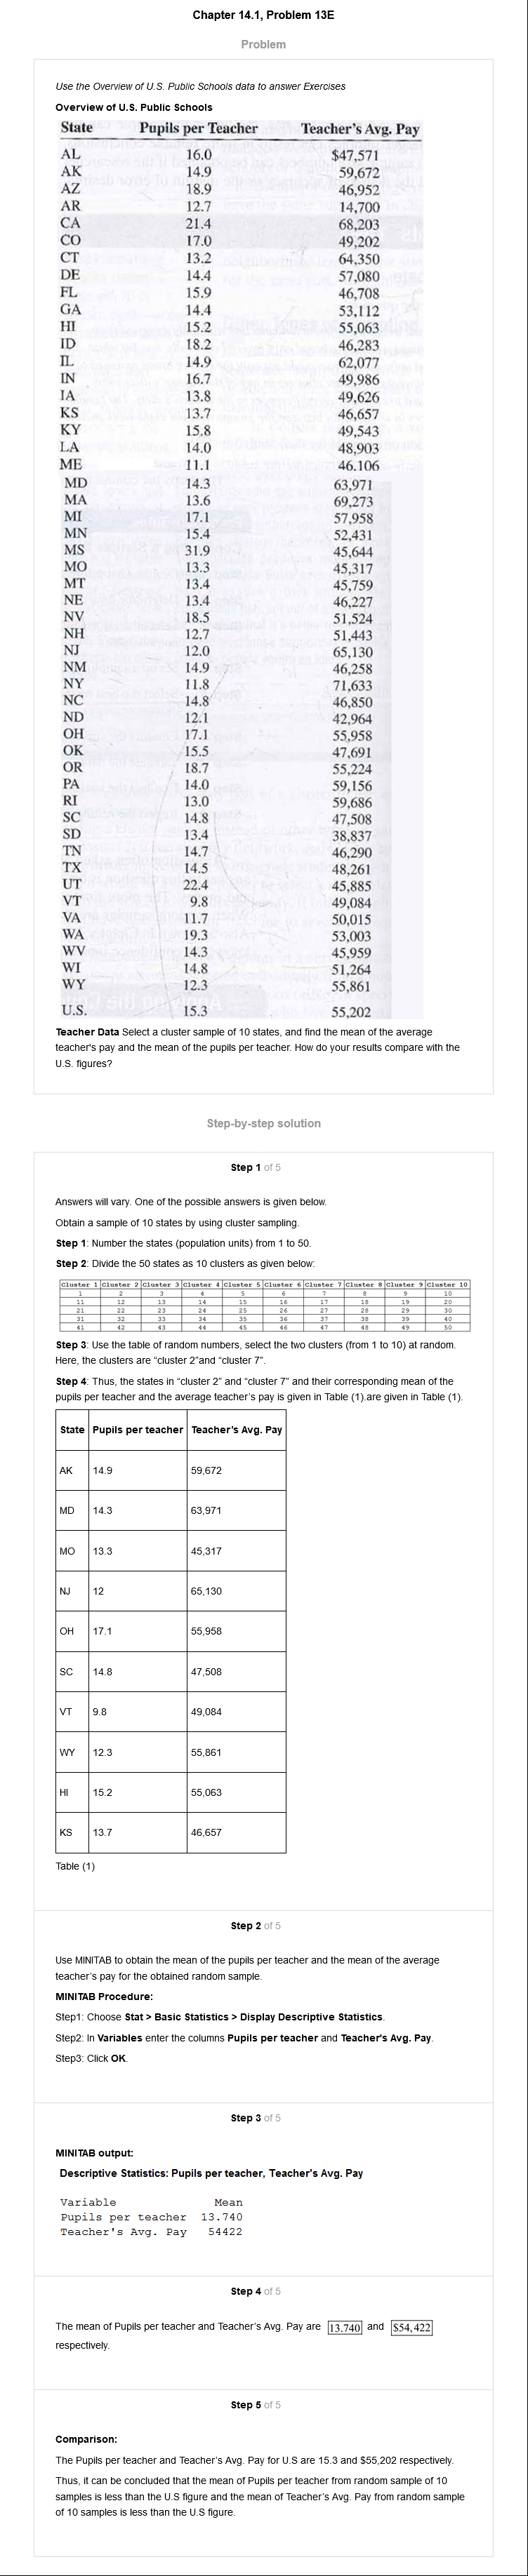 Chapter 14.1, Problem 13E
Problem
Use the Overview of U.S. Public Schools data to answer Exercises
Overview of U.S. Public Schools
State Pupils per Teacher Teacher's Avg. Pay
AL 16.0 $47,571
AK 14.9 59,672
AZ 18.9 46,952
AR 12.7 14,700
CA 21.4 68,203
CO 17.0 49,202
CT 13.2 64,350
DE 14.4 57,080
FL 15.9 46,708
GA 14.4 53,112
HI 15.2 55,063
ID 18.2 46,283
IL 14.9 62,077
IN 16.7 49,986
IA 13.8 49,626
KS 13.7 46,657
KY 15.8 49,543
LA 14.0 48,903
ME 11.1 46.106
MD 14.3 63,971
MA 13.6 69,273
MI 17.1 57,958
MN 15.4 52,431
MS 31.9 45,644
MO 13.3 45,317
MT 13.4 45,759
NE 13.4 46,227
NV 18.5 51,524
NH 12.7 51,443
NJ 12.0 65,130
NM 14.9 46,258
NY 11.8 71,633
NC 14.8 46,850
ND 12.1 42,964
OH 17.1 55,958
OK 15.5 47,691
OR 18.7 55,224
PA 14.0 59,156
RI 13.0 59,686
SC 14.8 47,508
SD 13.4 38,837
TN 14.7 46,290
TX 14.5 48,261
UT 22.4 45,885
VT 9.8 49,084
VA 11.7 50,015
WA 19.3 53,003
WV 14.3 45,959
WI 14.8 51,264
WY 12.3 55,861
U.S. 15.3 55,202
Teacher Data Select a cluster sample of 10 states, and find the mean of the average
teacher's pay and the mean of the pupils per teacher. How do your results compare with the
U.S. figures?
Step-by-step solution
Step 1 of 5
Answers will vary. One of the possible answers is given below.
Obtain a sample of 10 states by using cluster sampling.
Step 1: Number the states (population units) from 1 to 50.
Step 2: Divide the 50 states as 10 clusters as given below:
Cluster 1 Cluster 2 Cluster 3 Cluster 4 Cluster 5 Cluster 6 Cluster 7 Cluster 8 Cluster 9 Cluster 10
1 2 3 4 5 6 7 8 9 10
11 12 13 14 15 16 17 18 19 20
21 22 23 24 25 26 27 28 29 30
31 32 33 34 35 36 37 38 39 40
41 42 43 44 45 46 47 48 49 50
Step 3: Use the table of random numbers, select the two clusters (from 1 to 10) at random.
Here, the clusters are “cluster 2”and “cluster 7”.
Step 4: Thus, the states in “cluster 2” and “cluster 7” and their corresponding mean of the
pupils per teacher and the average teacher’s pay is given in Table (1).are given in Table (1).
State Pupils per teacher Teacher’s Avg. Pay
AK 14.9 59,672
MD 14.3 63,971
MO 13.3 45,317
NJ 12 65,130
OH 17.1 55,958
SC 14.8 47,508
VT 9.8 49,084
WY 12.3 55,861
HI 15.2 55,063
KS 13.7 46,657
Table (1)
Step 2 of 5
Use MINITAB to obtain the mean of the pupils per teacher and the mean of the average
teacher’s pay for the obtained random sample.
MINITAB Procedure:
Step1: Choose Stat > Basic Statistics > Display Descriptive Statistics.
Step2: In Variables enter the columns Pupils per teacher and Teacher's Avg. Pay.
Step3: Click OK.
Step 3 of 5
MINITAB output:
Descriptive Statistics: Pupils per teacher, Teacher's Avg. Pay
Variable Mean
Pupils per teacher 13.740
Teacher's Avg. Pay 54422
Step 4 of 5
The mean of Pupils per teacher and Teacher’s Avg. Pay are 13.740 and $54,422
respectively.
Step 5 of 5
Comparison:
The Pupils per teacher and Teacher’s Avg. Pay for U.S are 15.3 and $55,202 respectively.
Thus, it can be concluded that the mean of Pupils per teacher from random sample of 10
samples is less than the U.S figure and the mean of Teacher’s Avg. Pay from random sample
of 10 samples is less than the U.S figure.